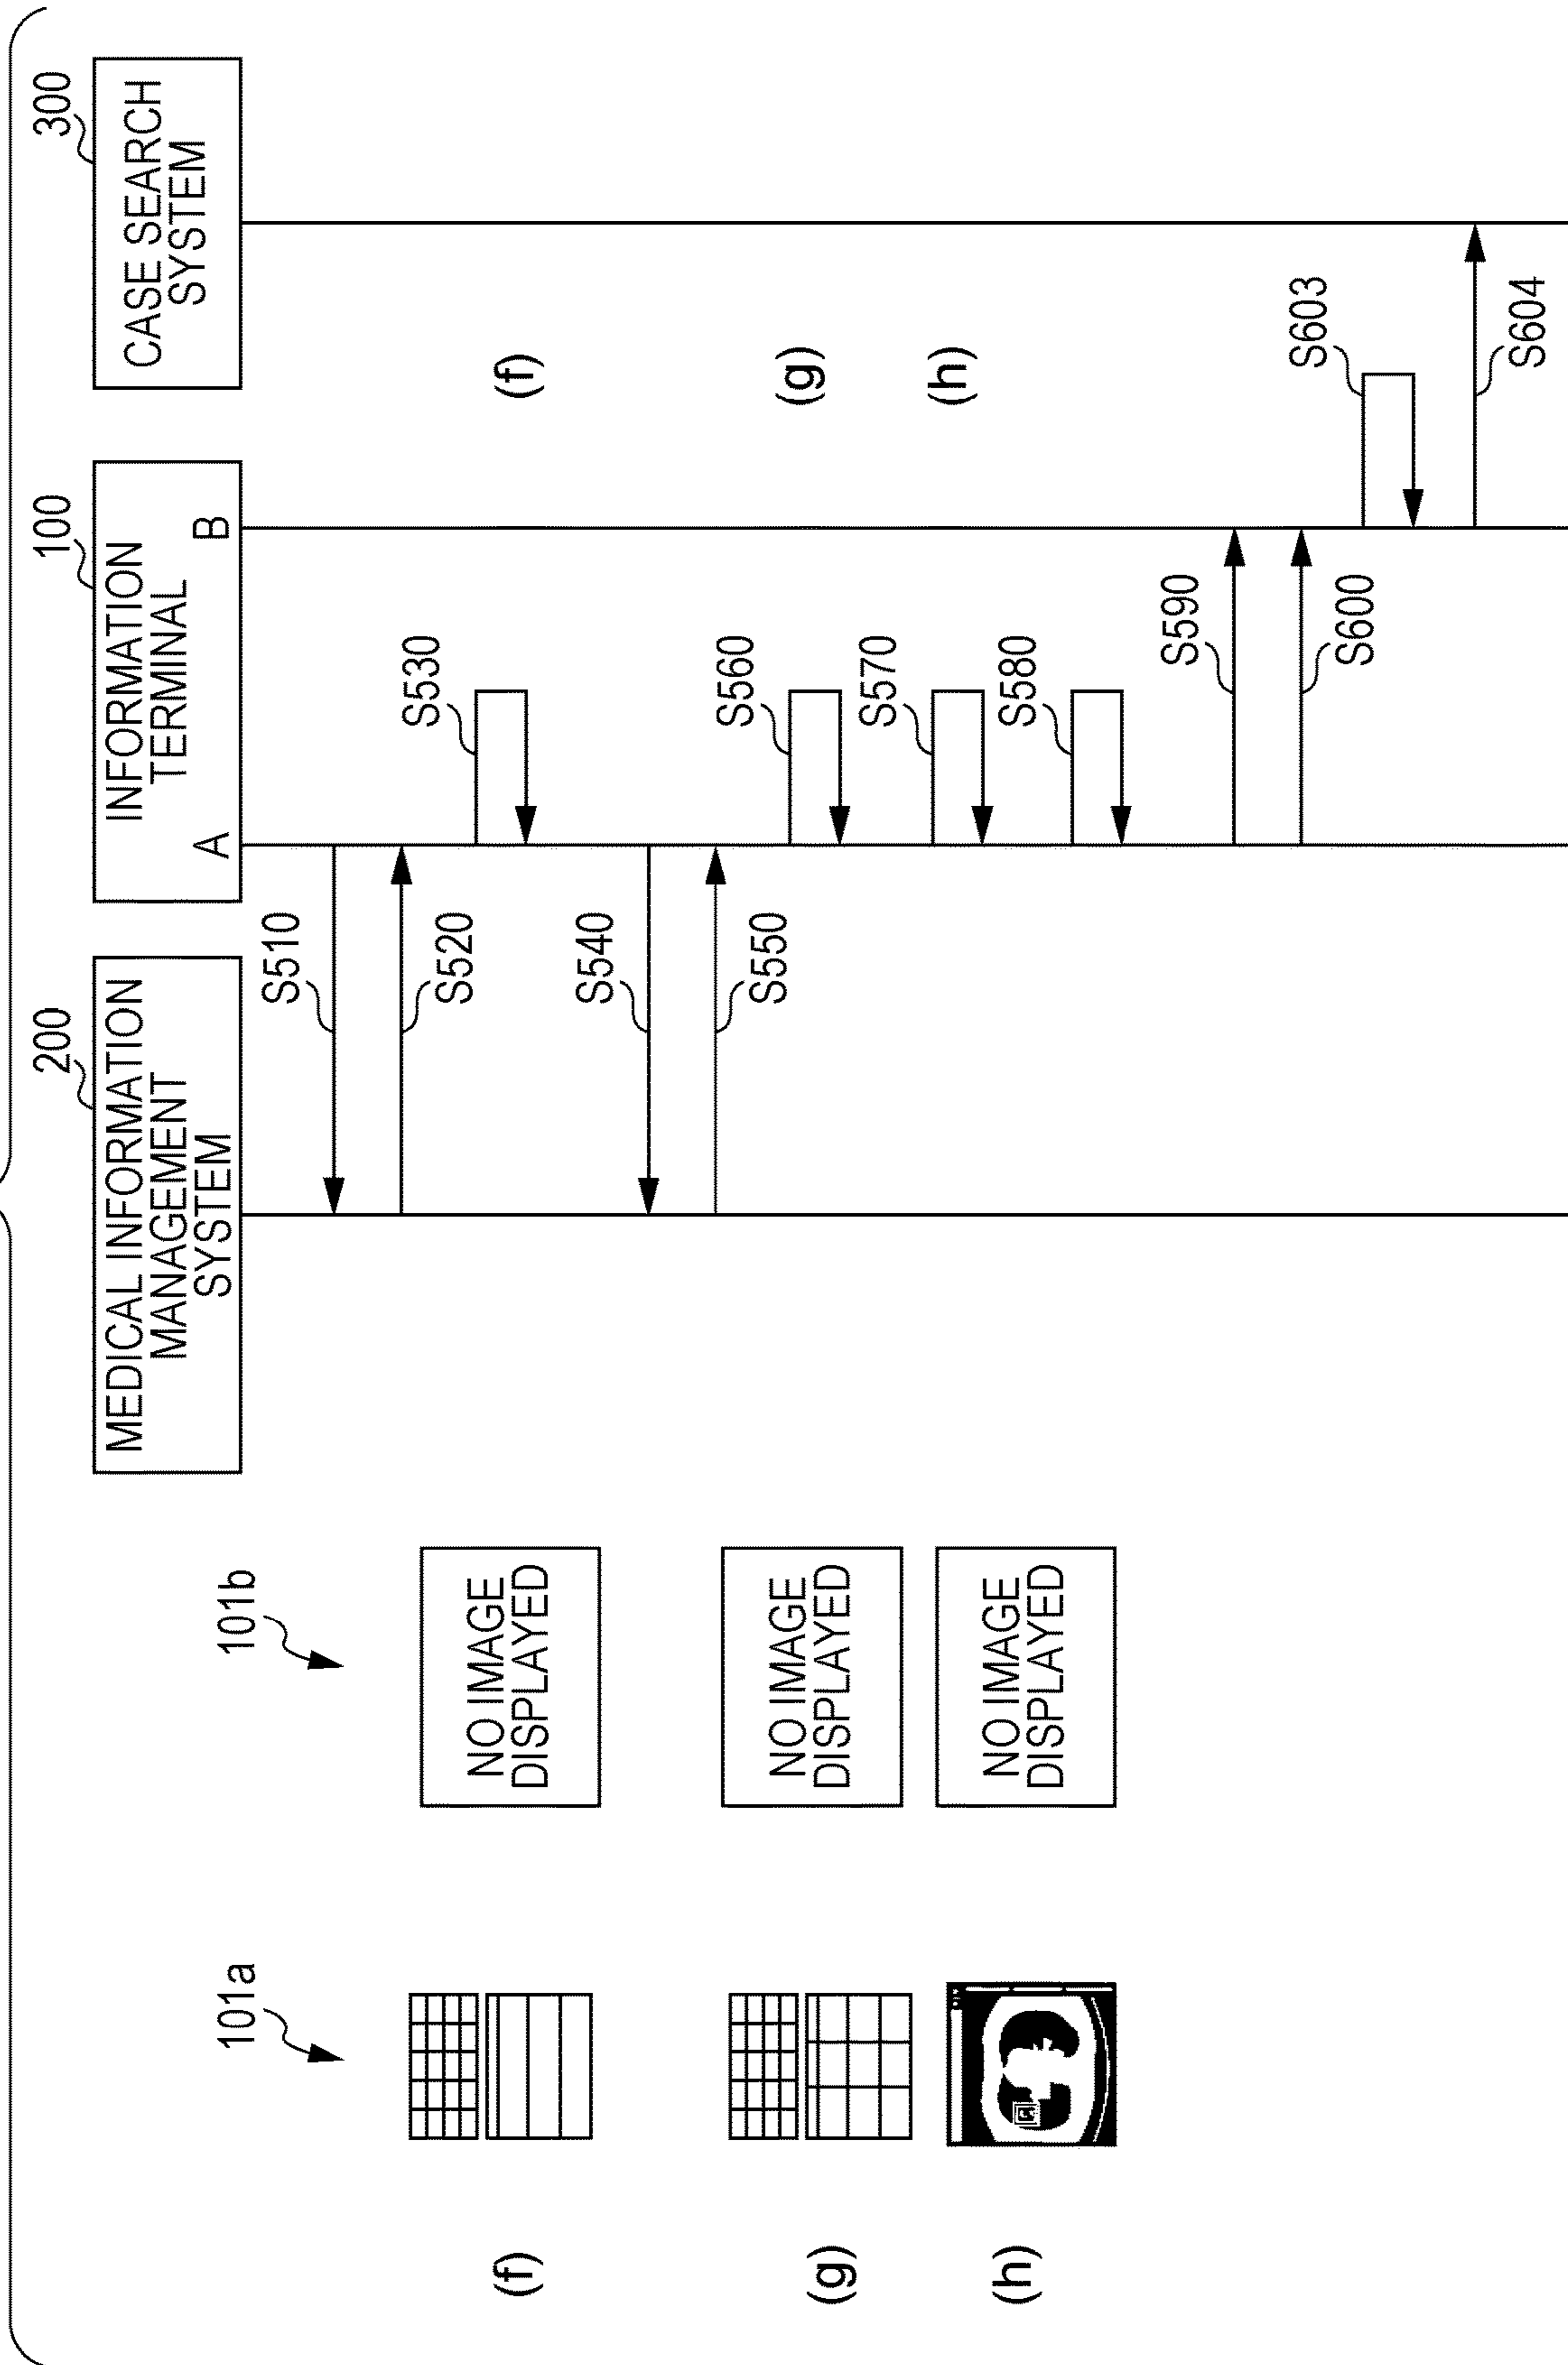 101a
101b
200
MEDICAL INFORMATION
MANAGEMENT
SYSTEM
100
INFORMATION
TERMINAL
A
B
300
CASE SEARCH
SYSTEM
S510
S520
(f)
NO IMAGE
DISPLAYED
S530
(f)
S540
S550
(g)
NO IMAGE
DISPLAYED
S560
(g)
(h)
NO IMAGE
DISPLAYED
S570
(h)
S580
S590
S600
S603
S604